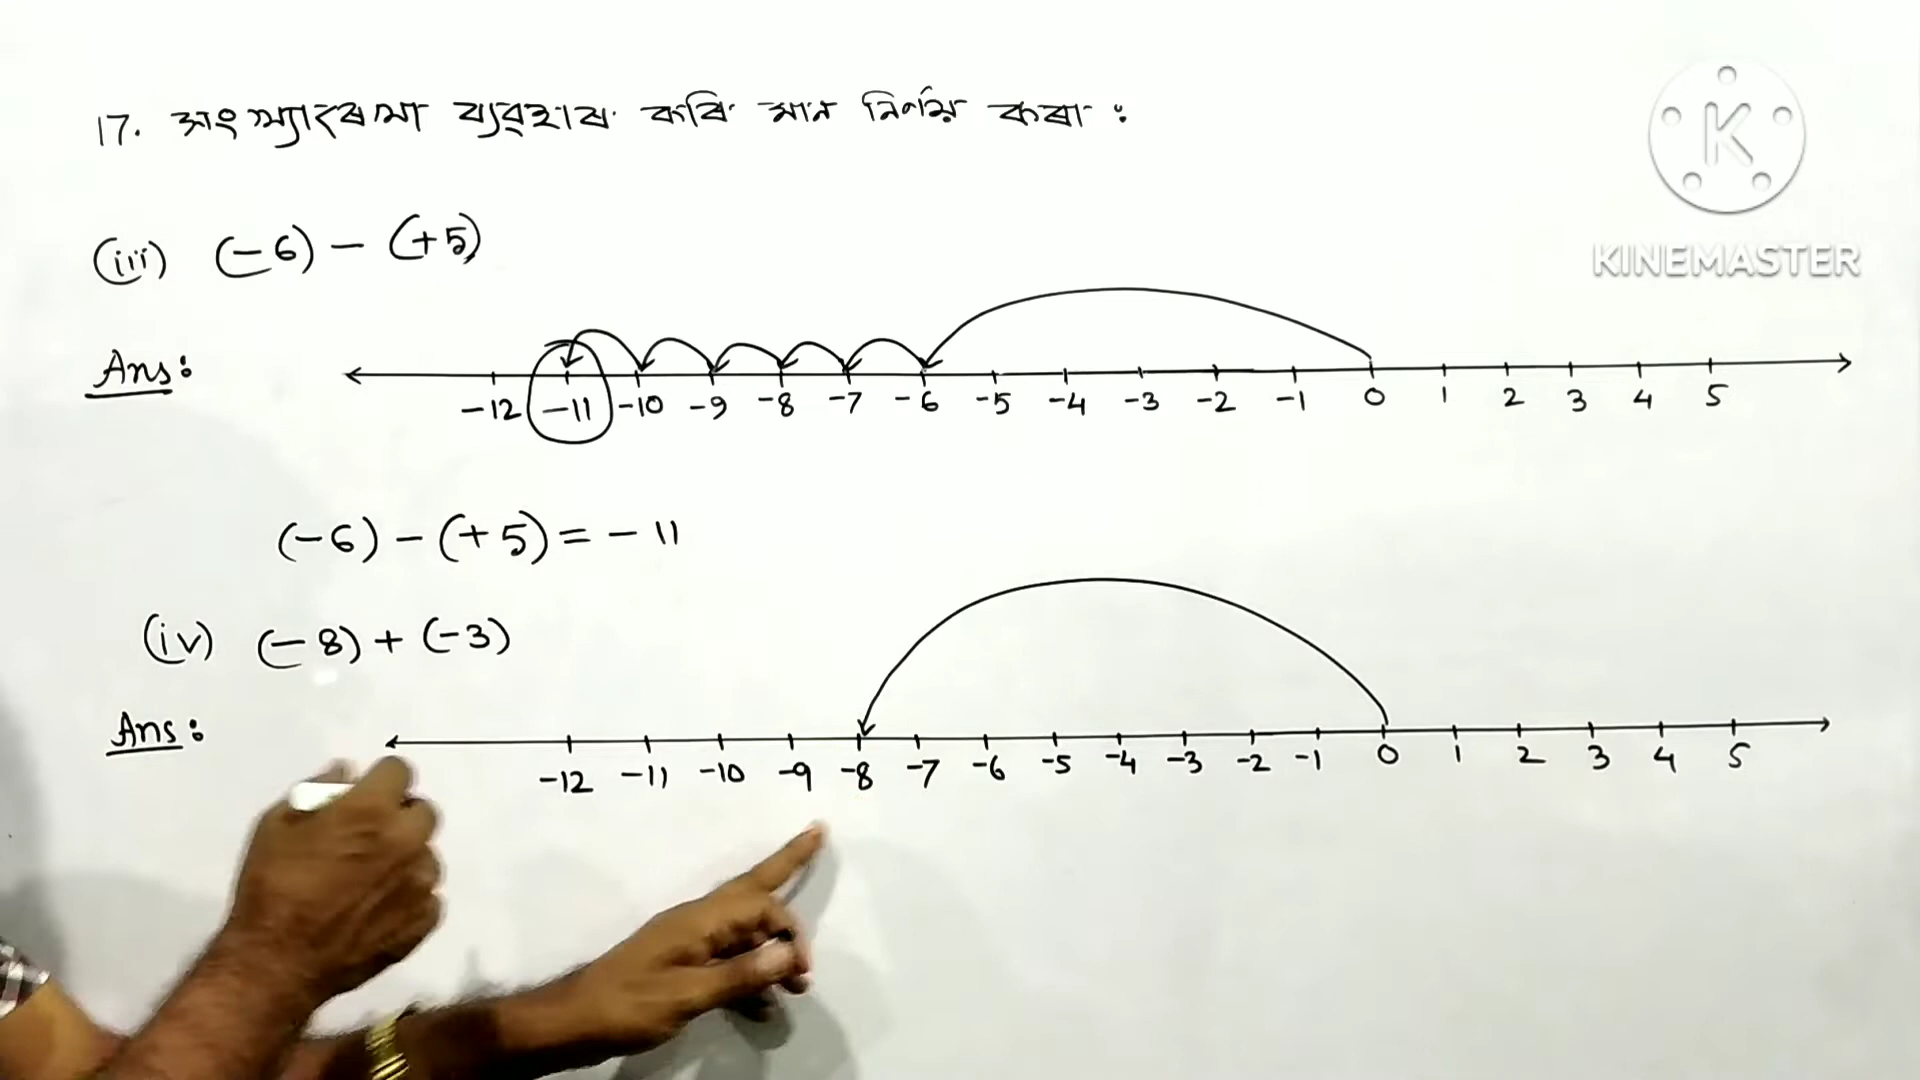 17. সংখ্যাৰেখা ব্যৱহাৰ কৰি মান নিৰ্ণয় কৰা :
K
KINEMASTER
(iii) (-6) - (+5)
Ans:
-12 -11 -10 -9 -8 -7 -6 -5 -4 -3 -2 -1 0 1 2 3 4 5
(-6) - (+5) = - 11
(iv) (-8) + (-3)
Ans:
-12 -11 -10 -9 -8 -7 -6 -5 -4 -3 -2 -1 0 1 2 3 4 5